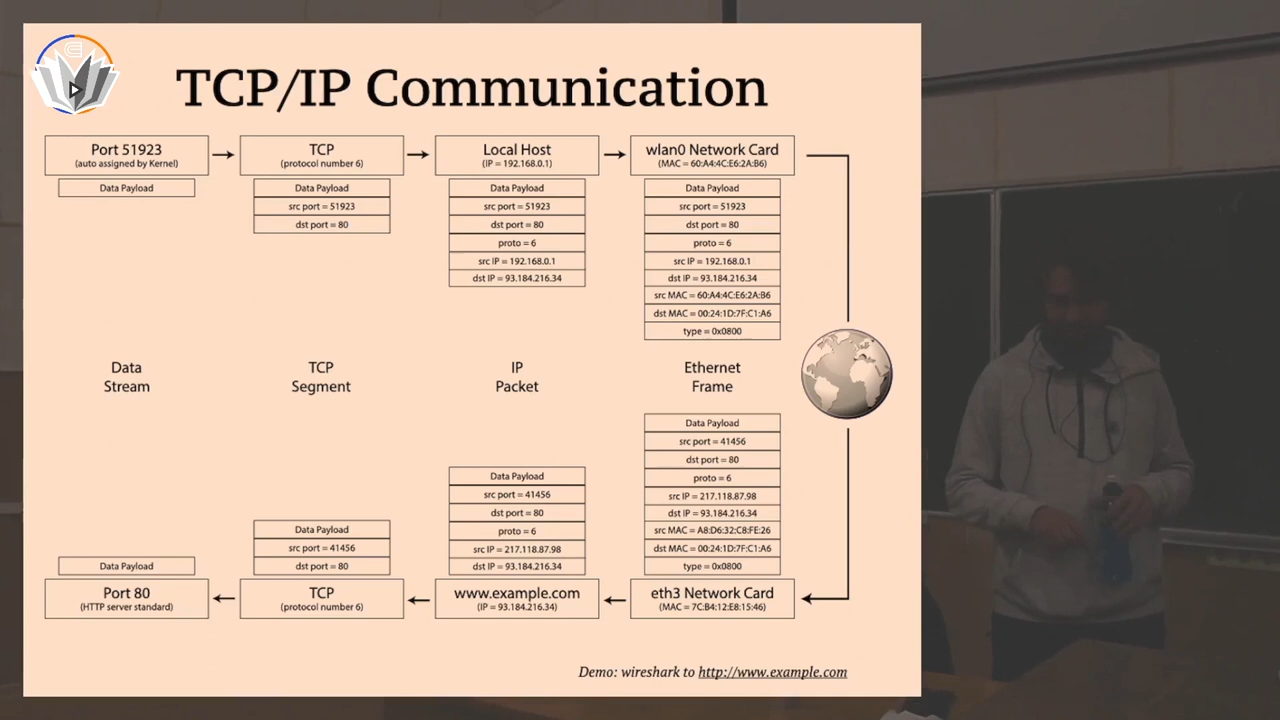 TCP/IP Communication
Port 51923
(auto assigned by Kernel)
Data Payload
TCP
(protocol number 6)
Data Payload
src port = 51923
dst port = 80
Local Host
(IP = 192.168.0.1)
Data Payload
src port = 51923
dst port = 80
proto = 6
src IP = 192.168.0.1
dst IP = 93.184.216.34
wlan0 Network Card
(MAC = 60:A4:4C:E6:2A:B6)
Data Payload
src port = 51923
dst port = 80
proto = 6
src IP = 192.168.0.1
dst IP = 93.184.216.34
src MAC = 60:A4:4C:E6:2A:B6
dst MAC = 00:24:1D:7F:C1:A6
type = 0x0800
Data
Stream
TCP
Segment
IP
Packet
Ethernet
Frame
Data Payload
Port 80
(HTTP server standard)
Data Payload
src port = 41456
dst port = 80
TCP
(protocol number 6)
Data Payload
src port = 41456
dst port = 80
proto = 6
src IP = 217.118.87.98
dst IP = 93.184.216.34
www.example.com
(IP = 93.184.216.34)
Data Payload
src port = 41456
dst port = 80
proto = 6
src IP = 217.118.87.98
dst IP = 93.184.216.34
src MAC = A8:D6:32:C8:FE:26
dst MAC = 00:24:1D:7F:C1:A6
type = 0x0800
eth3 Network Card
(MAC = 7C:B4:12:E8:15:46)
Demo: wireshark to http://www.example.com